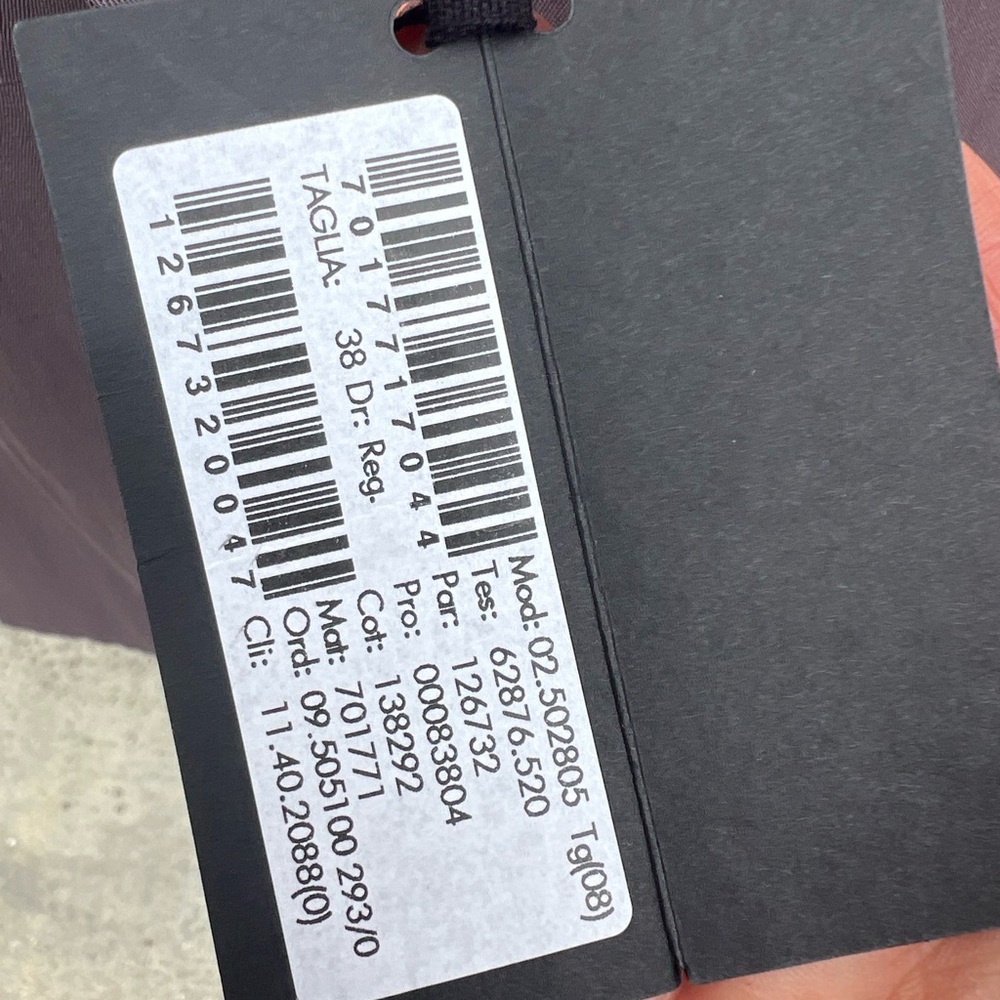 7017717044
TAGLIA: 38 Dr: Reg.
1267320047
Mod: 02.502805 Tg(08)
Tes: 62876.520
Par: 126732
Pro: 00083804
Cot: 138292
Mat: 701771
Ord: 09.505100 293/0
Cli: 11.40.2088(0)